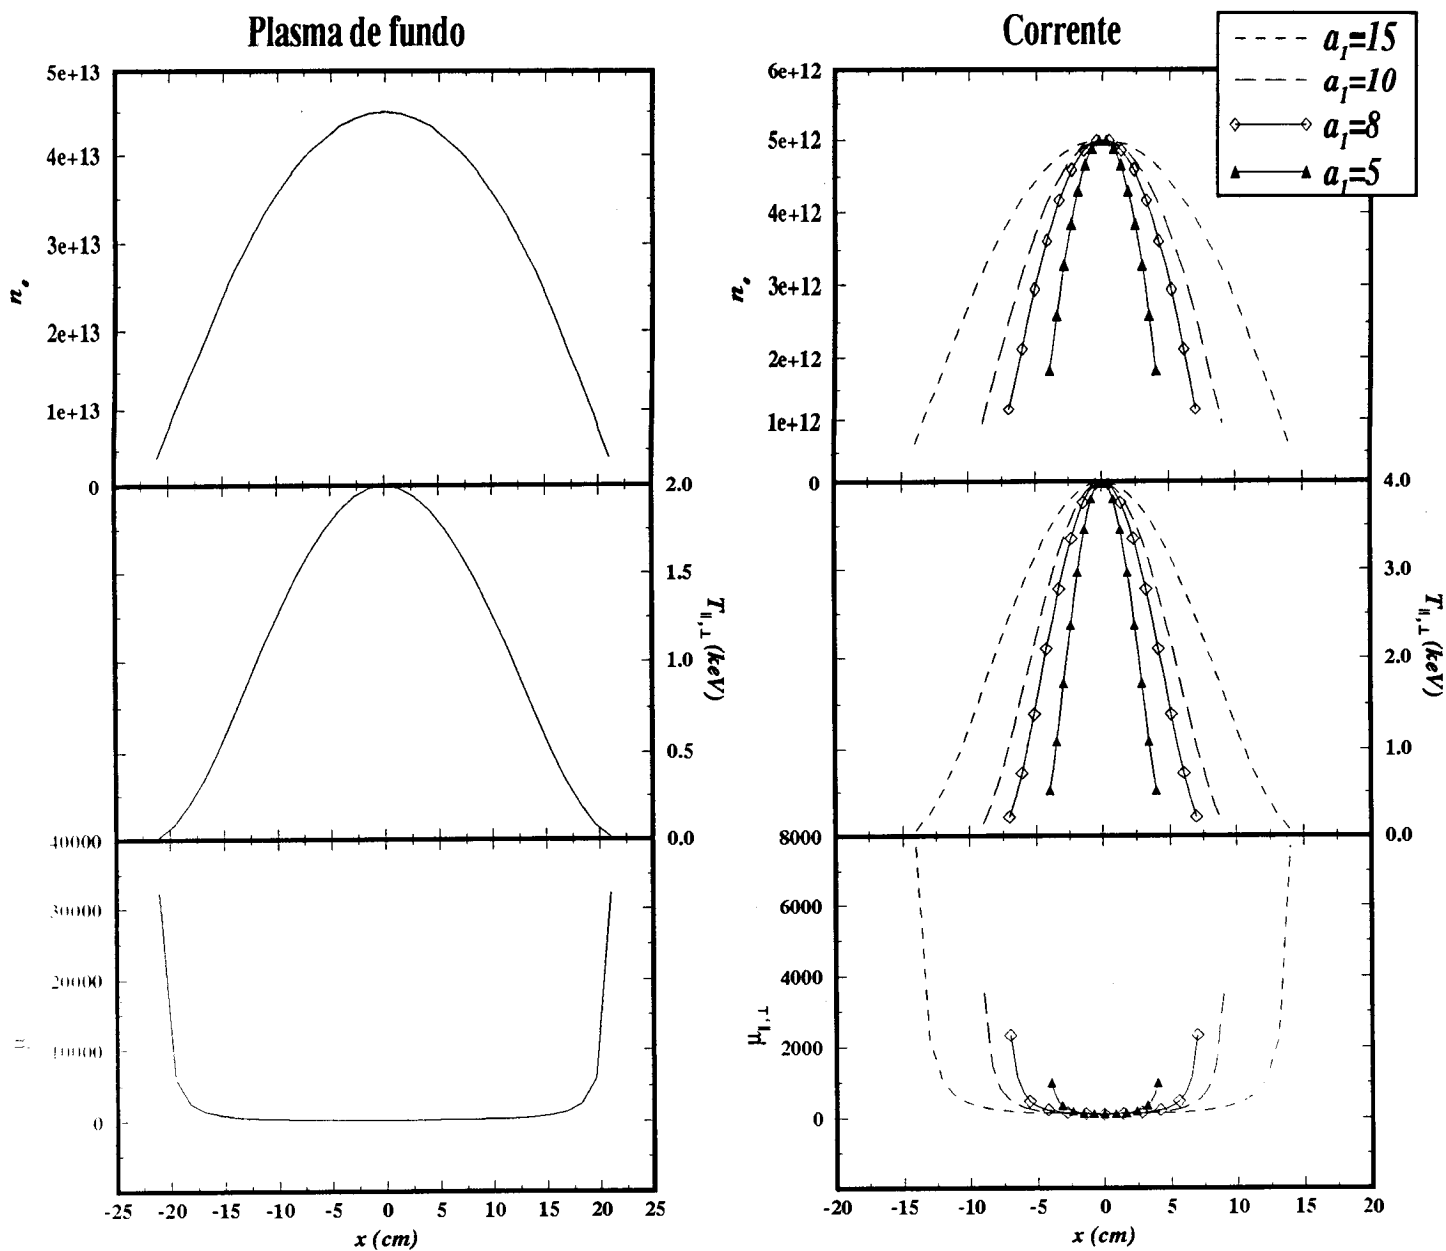 Plasma de fundo
Corrente
a₁=15
a₁=10
a₁=8
a₁=5
5e+13
4e+13
3e+13
2e+13
1e+13
0
nₑ
6e+12
5e+12
4e+12
3e+12
2e+12
1e+12
0
nₑ
2.0
1.5
1.0
0.5
0.0
T∥,⊥ (keV)
4.0
3.0
2.0
1.0
0.0
T∥,⊥ (keV)
40000
30000
20000
10000
0
μ
8000
6000
4000
2000
0
μ∥,⊥
-25 -20 -15 -10 -5 0 5 10 15 20 25
x (cm)
-20 -15 -10 -5 0 5 10 15 20
x (cm)